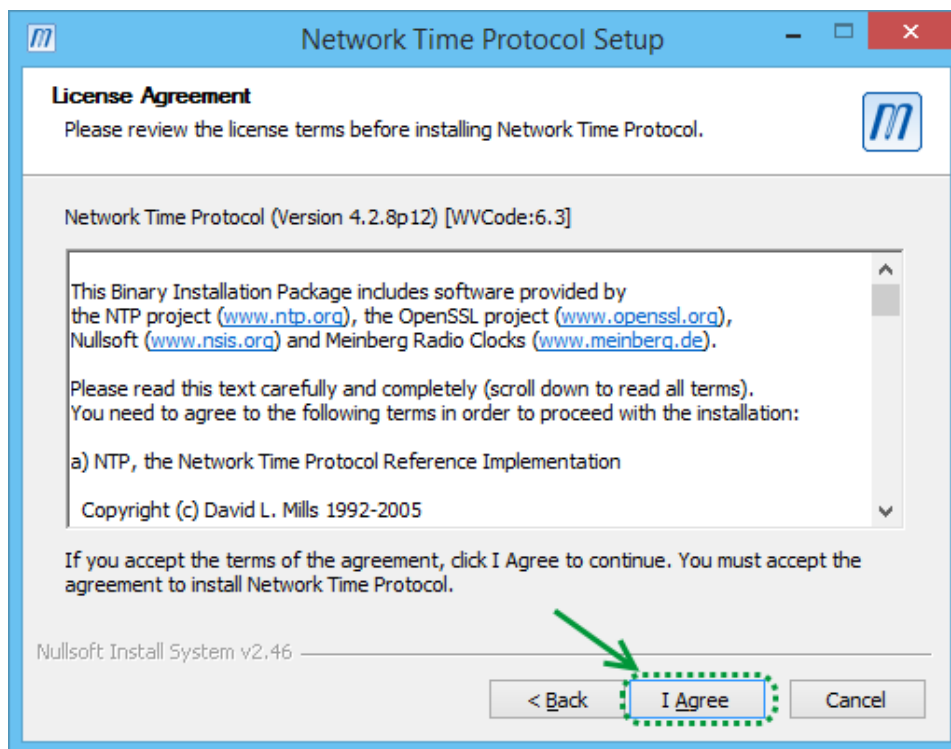 Network Time Protocol Setup
License Agreement
Please review the license terms before installing Network Time Protocol.
Network Time Protocol (Version 4.2.8p12) [WVCode:6.3]
This Binary Installation Package includes software provided by
the NTP project (www.ntp.org), the OpenSSL project (www.openssl.org),
Nullsoft (www.nsis.org) and Meinberg Radio Clocks (www.meinberg.de).
Please read this text carefully and completely (scroll down to read all terms).
You need to agree to the following terms in order to proceed with the installation:
a) NTP, the Network Time Protocol Reference Implementation
Copyright (c) David L. Mills 1992-2005
If you accept the terms of the agreement, click I Agree to continue. You must accept the
agreement to install Network Time Protocol.
Nullsoft Install System v2.46
< Back I Agree Cancel